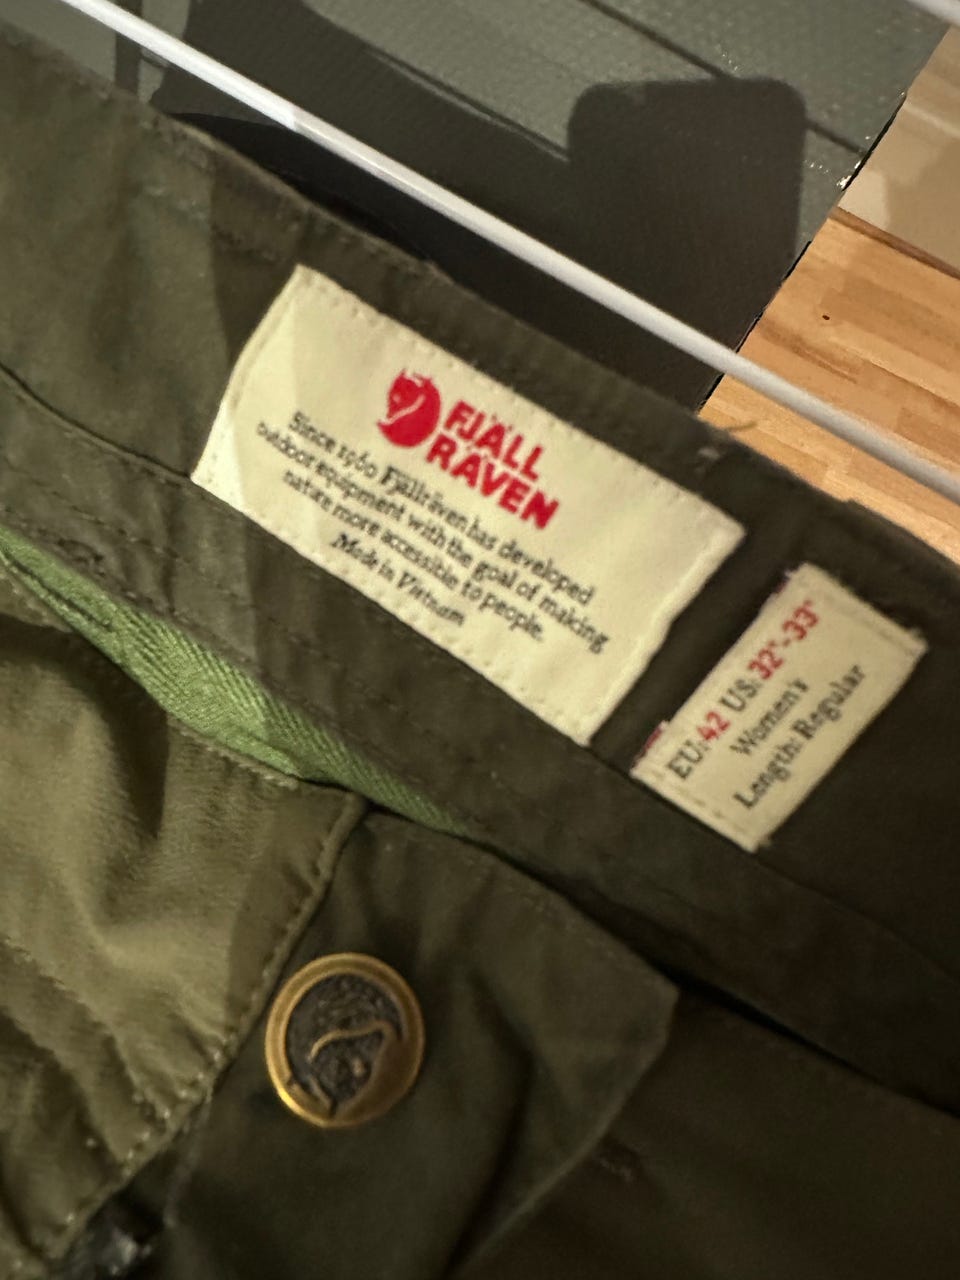 FJÄLL
RÄVEN
Since 1960 Fjällräven has developed
outdoor equipment with the goal of making
nature more accessible to people.
Made in Vietnam
EU: 42 US: 32"-33"
Women's
Length: Regular